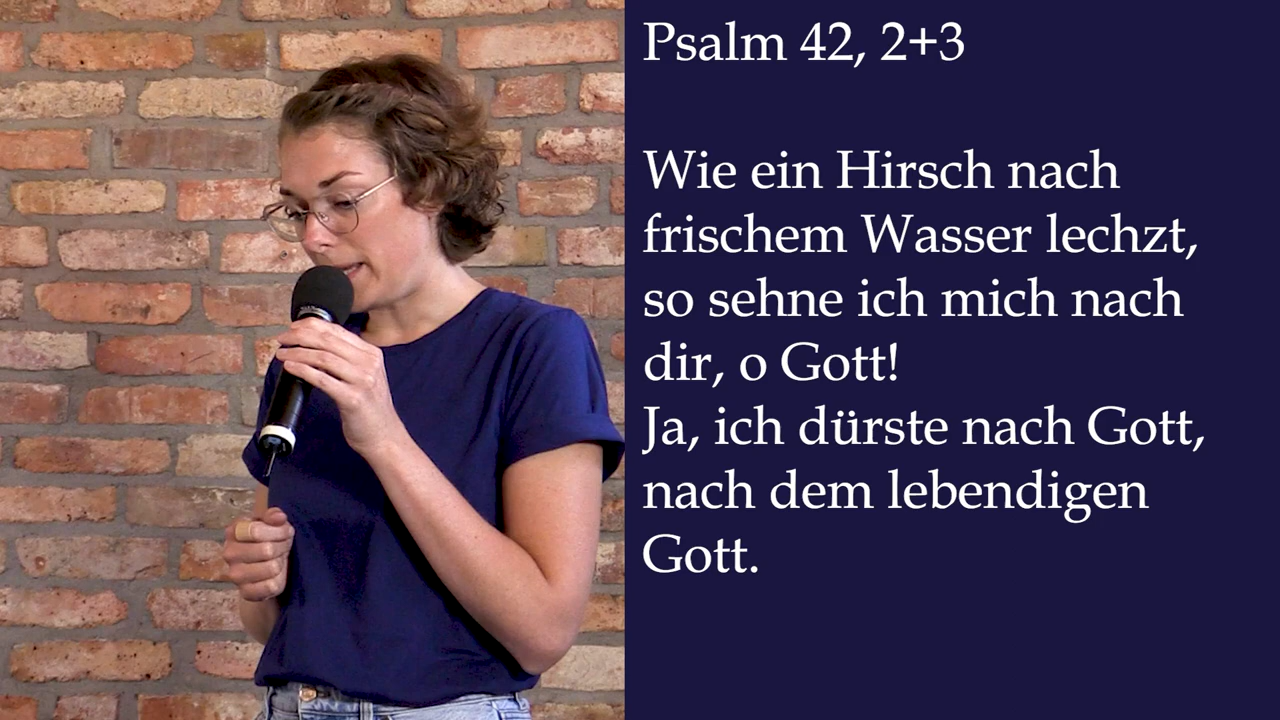 Psalm 42, 2+3
Wie ein Hirsch nach
frischem Wasser lechzt,
so sehne ich mich nach
dir, o Gott!
Ja, ich dürste nach Gott,
nach dem lebendigen
Gott.